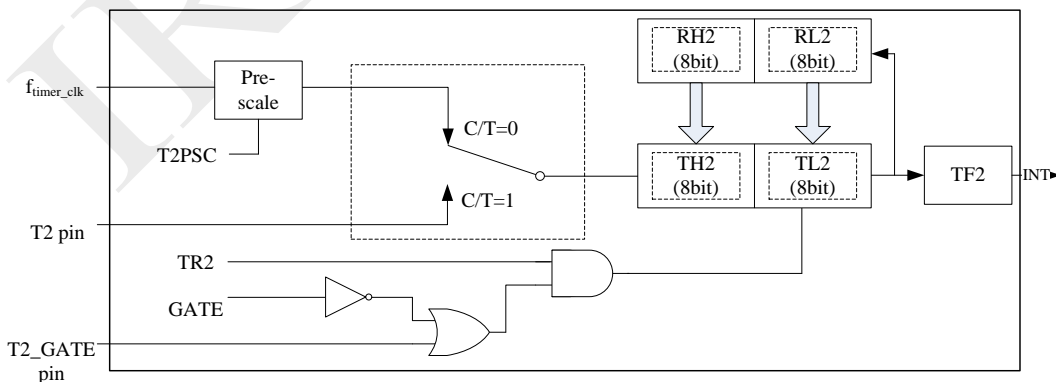 RH2
(8bit)
RL2
(8bit)
f timer_clk
Pre-
scale
C/T=0
T2PSC
TH2
(8bit)
TL2
(8bit)
TF2
INT
C/T=1
T2 pin
TR2
GATE
T2_GATE
pin